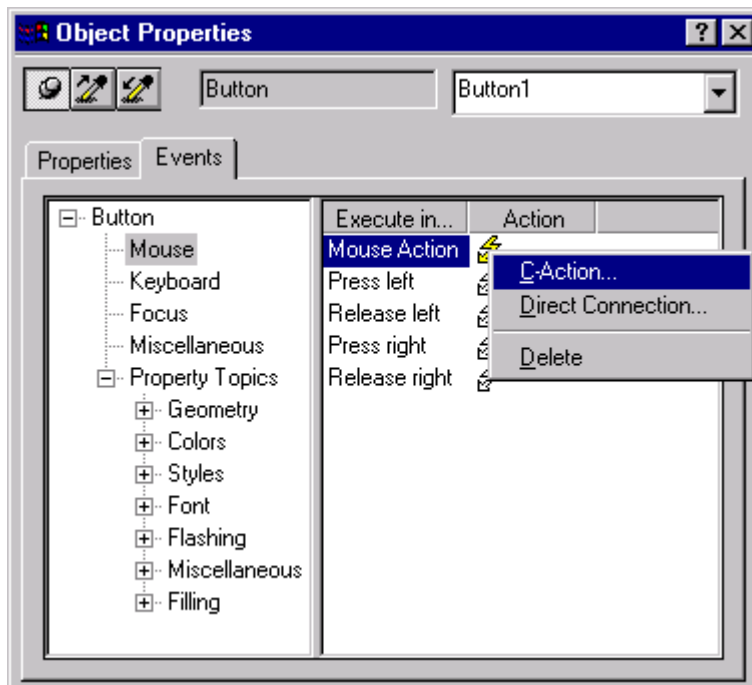 Object Properties
Button Button1
Properties Events
Button
Mouse
Keyboard
Focus
Miscellaneous
Property Topics
Geometry
Colors
Styles
Font
Flashing
Miscellaneous
Filling
Execute in... Action
Mouse Action
Press left
Release left
Press right
Release right
C-Action...
Direct Connection...
Delete